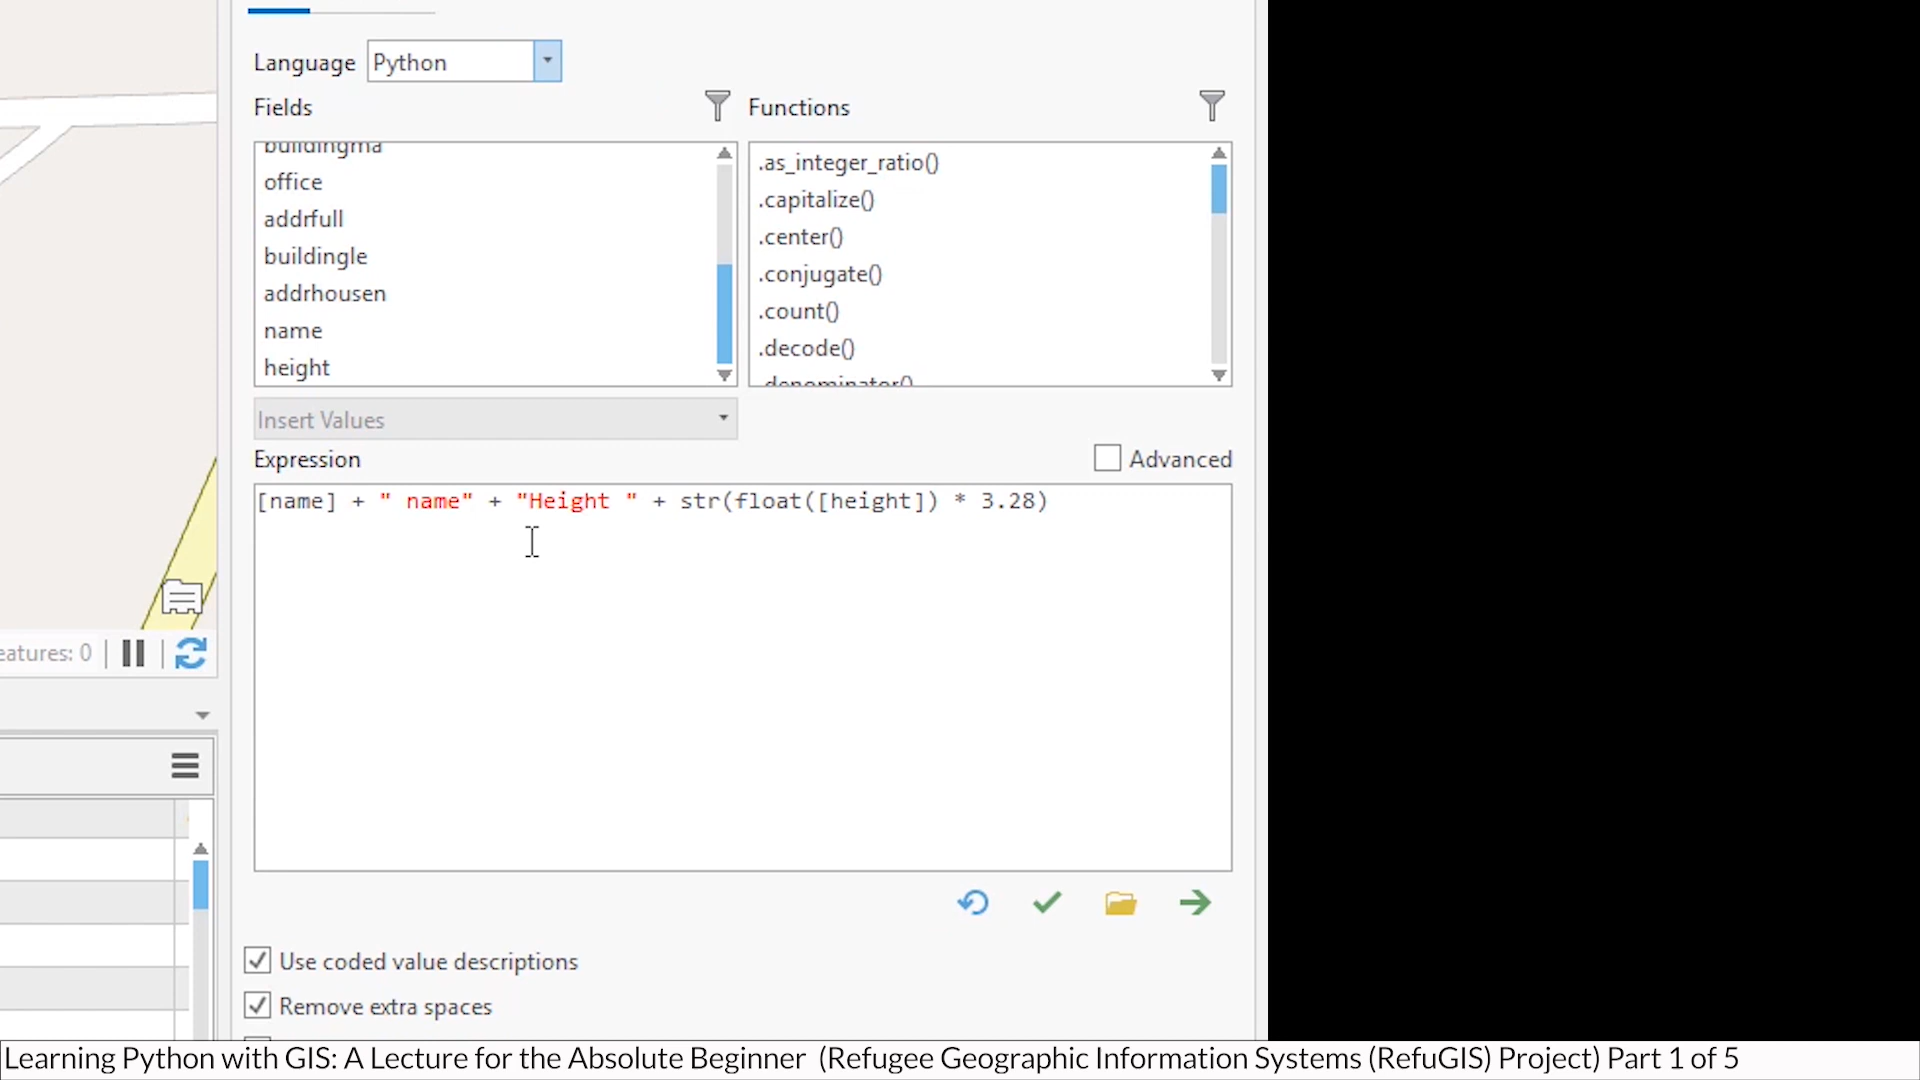 Language Python
Fields
Functions
buildingma
office
addrfull
buildingle
addrhousen
name
height
.as_integer_ratio()
.capitalize()
.center()
.conjugate()
.count()
.decode()
.denominator()
Insert Values
Expression
Advanced
[name] + " name" + "Height " + str(float([height]) * 3.28)
eatures: 0
Use coded value descriptions
Remove extra spaces
Learning Python with GIS: A Lecture for the Absolute Beginner (Refugee Geographic Information Systems (RefuGIS) Project) Part 1 of 5